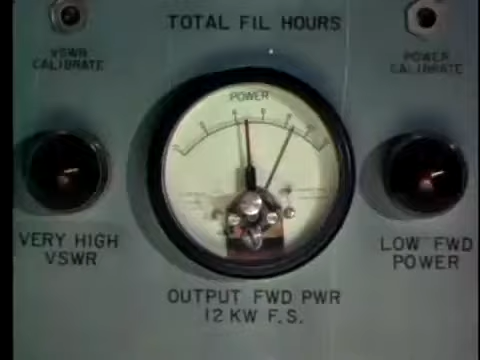 TOTAL FIL HOURS
VSWR
CALIBRATE
POWER
CALIBRATE
POWER
VERY HIGH
VSWR
LOW FWD
POWER
OUTPUT FWD PWR
12 KW F.S.